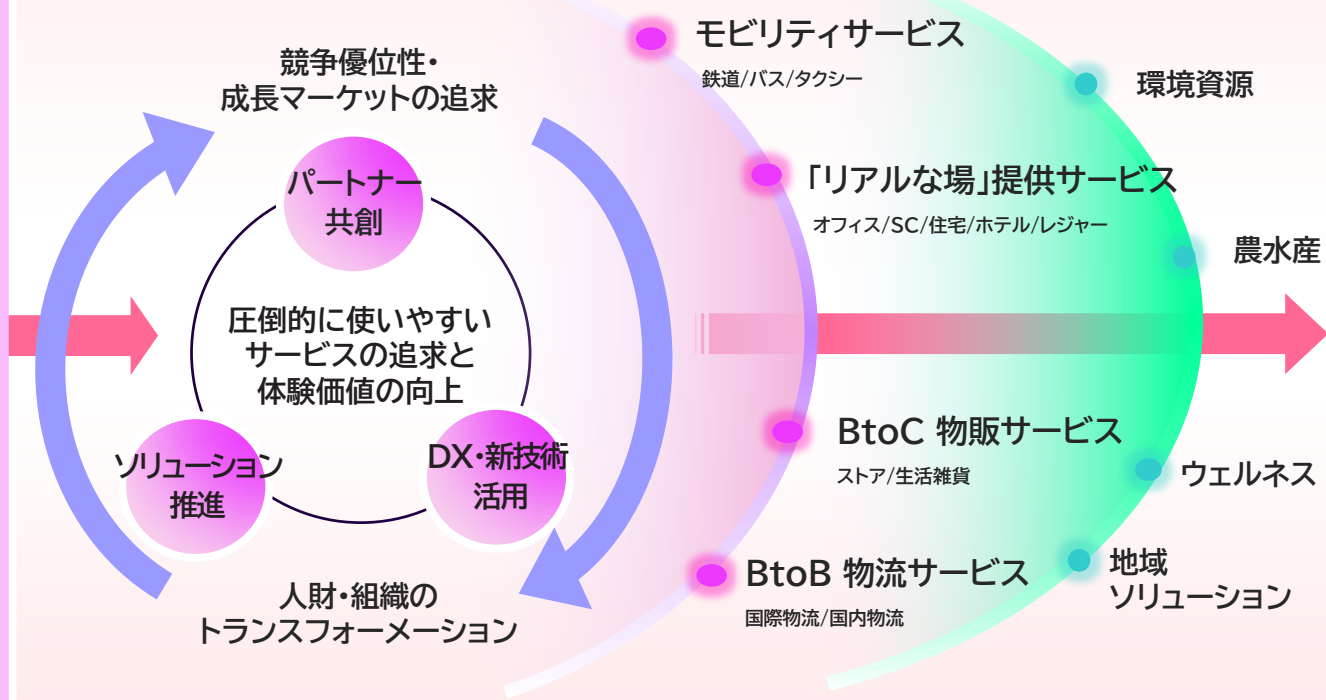 競争優位性・
成長マーケットの追求
パートナー
共創
圧倒的に使いやすい
サービスの追求と
体験価値の向上
ソリューション
推進
DX・新技術
活用
人財・組織の
トランスフォーメーション
モビリティサービス
鉄道/バス/タクシー
「リアルな場」提供サービス
オフィス/SC/住宅/ホテル/レジャー
BtoC 物販サービス
ストア/生活雑貨
BtoB 物流サービス
国際物流/国内物流
環境資源
農水産
ウェルネス
地域
ソリューション